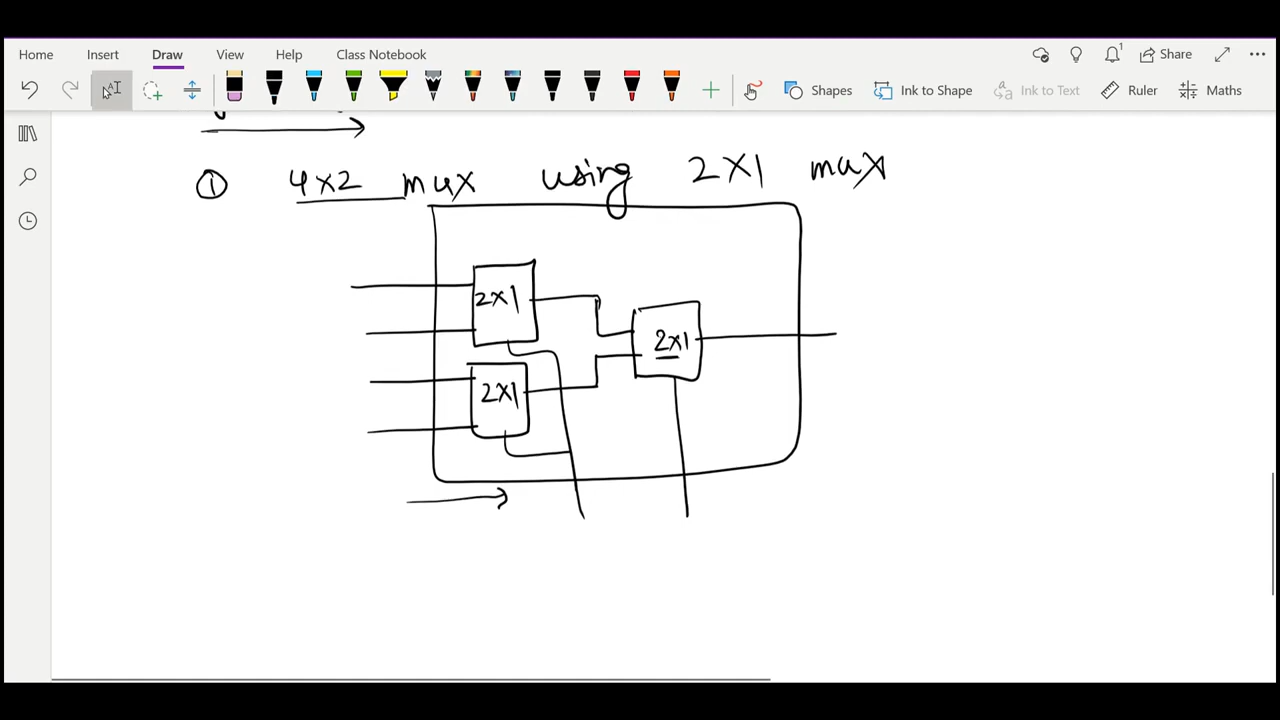 Home Insert Draw View Help Class Notebook 1 Share
Shapes Ink to Shape Ink to Text Ruler Maths
① 4x2 mux using 2X1 mux
2x1
2x1
2X1